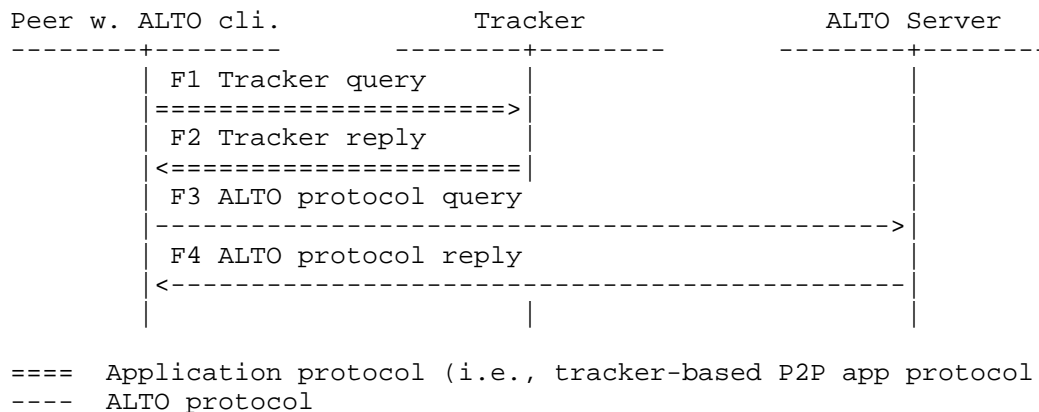 Peer w. ALTO cli.            Tracker               ALTO Server
--------+--------       --------+--------       --------+--------
        | F1 Tracker query      |                       |
        |======================>|                       |
        | F2 Tracker reply      |                       |
        |<======================|                       |
        | F3 ALTO protocol query                        |
        |---------------------------------------------->|
        | F4 ALTO protocol reply                        |
        |<----------------------------------------------|
        |                       |                       |
====  Application protocol (i.e., tracker-based P2P app protocol
----  ALTO protocol